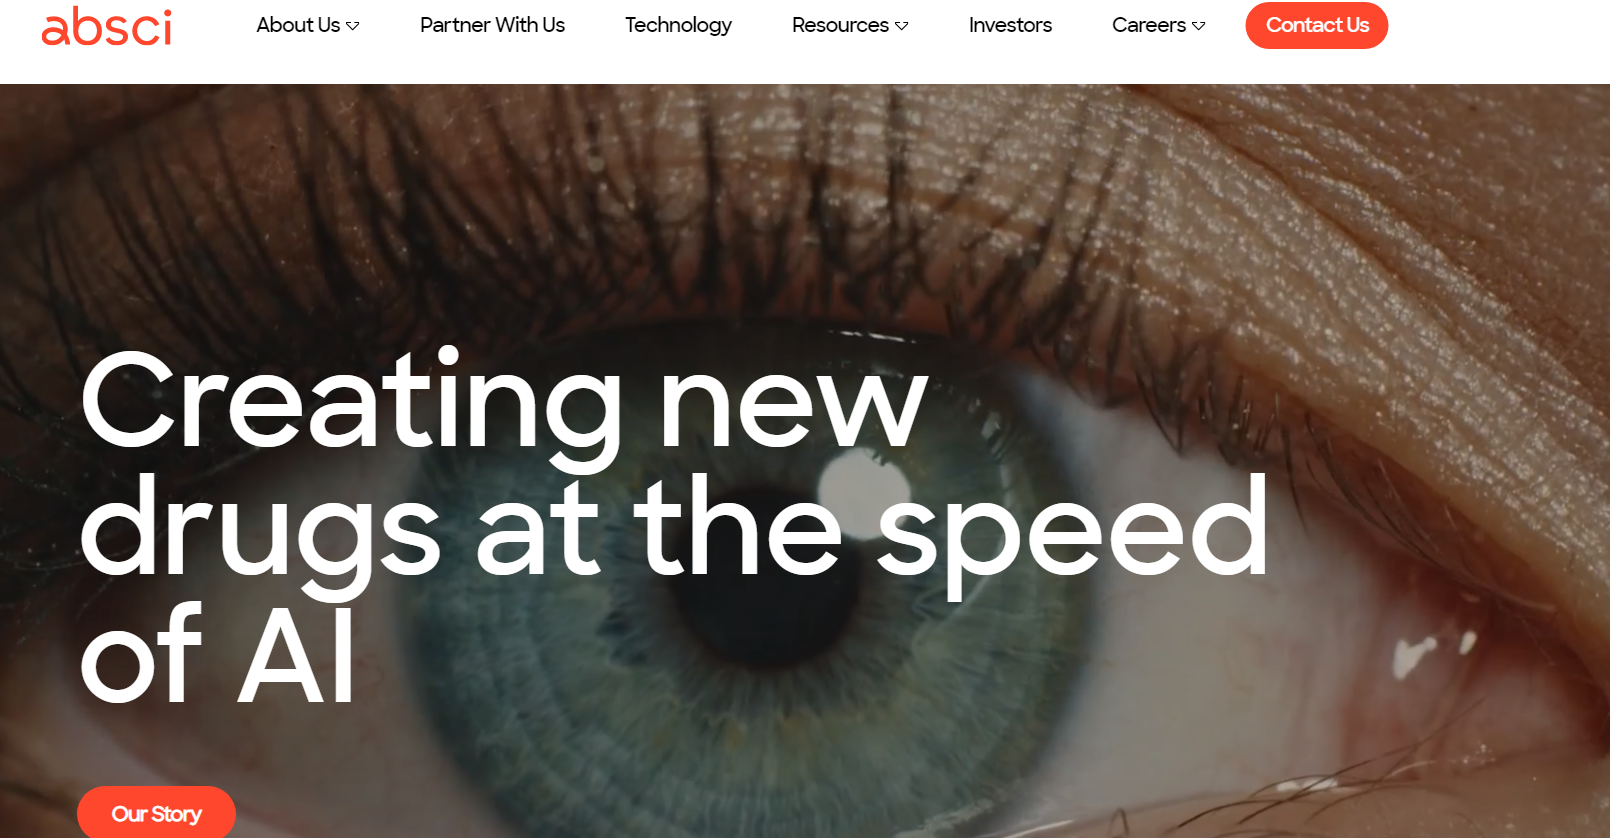 absci
About Us
Partner With Us
Technology
Resources
Investors
Careers
Contact Us
Creating new
drugs at the speed
of AI
Our Story